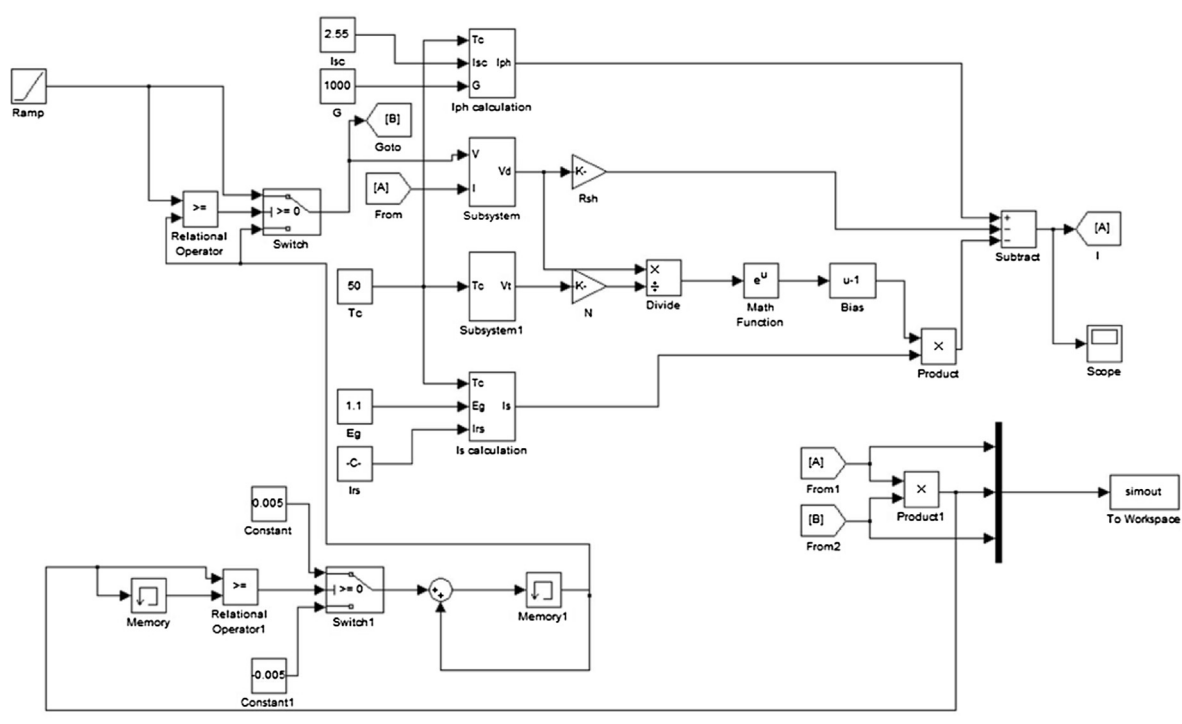 2.55
Isc
Tc
Isc Iph
G
Iph calculation
1000
G
Ramp
[B]
Goto
V
Vd
I
Subsystem
[A]
From
K-
Rsh
>=
Relational
Operator
>= 0
Switch
+
−
−
Subtract
[A]
I
50
Tc
Tc Vt
Subsystem1
K-
N
×
÷
Divide
eu
Math
Function
u-1
Bias
×
Product
Scope
1.1
Eg
Tc
Eg Is
Irs
Is calculation
-C-
Irs
[A]
From1
×
Product1
[B]
From2
simout
To Workspace
0.005
Constant
Memory
>=
Relational
Operator1
>= 0
Switch1
+
+
Memory1
-0.005
Constant1